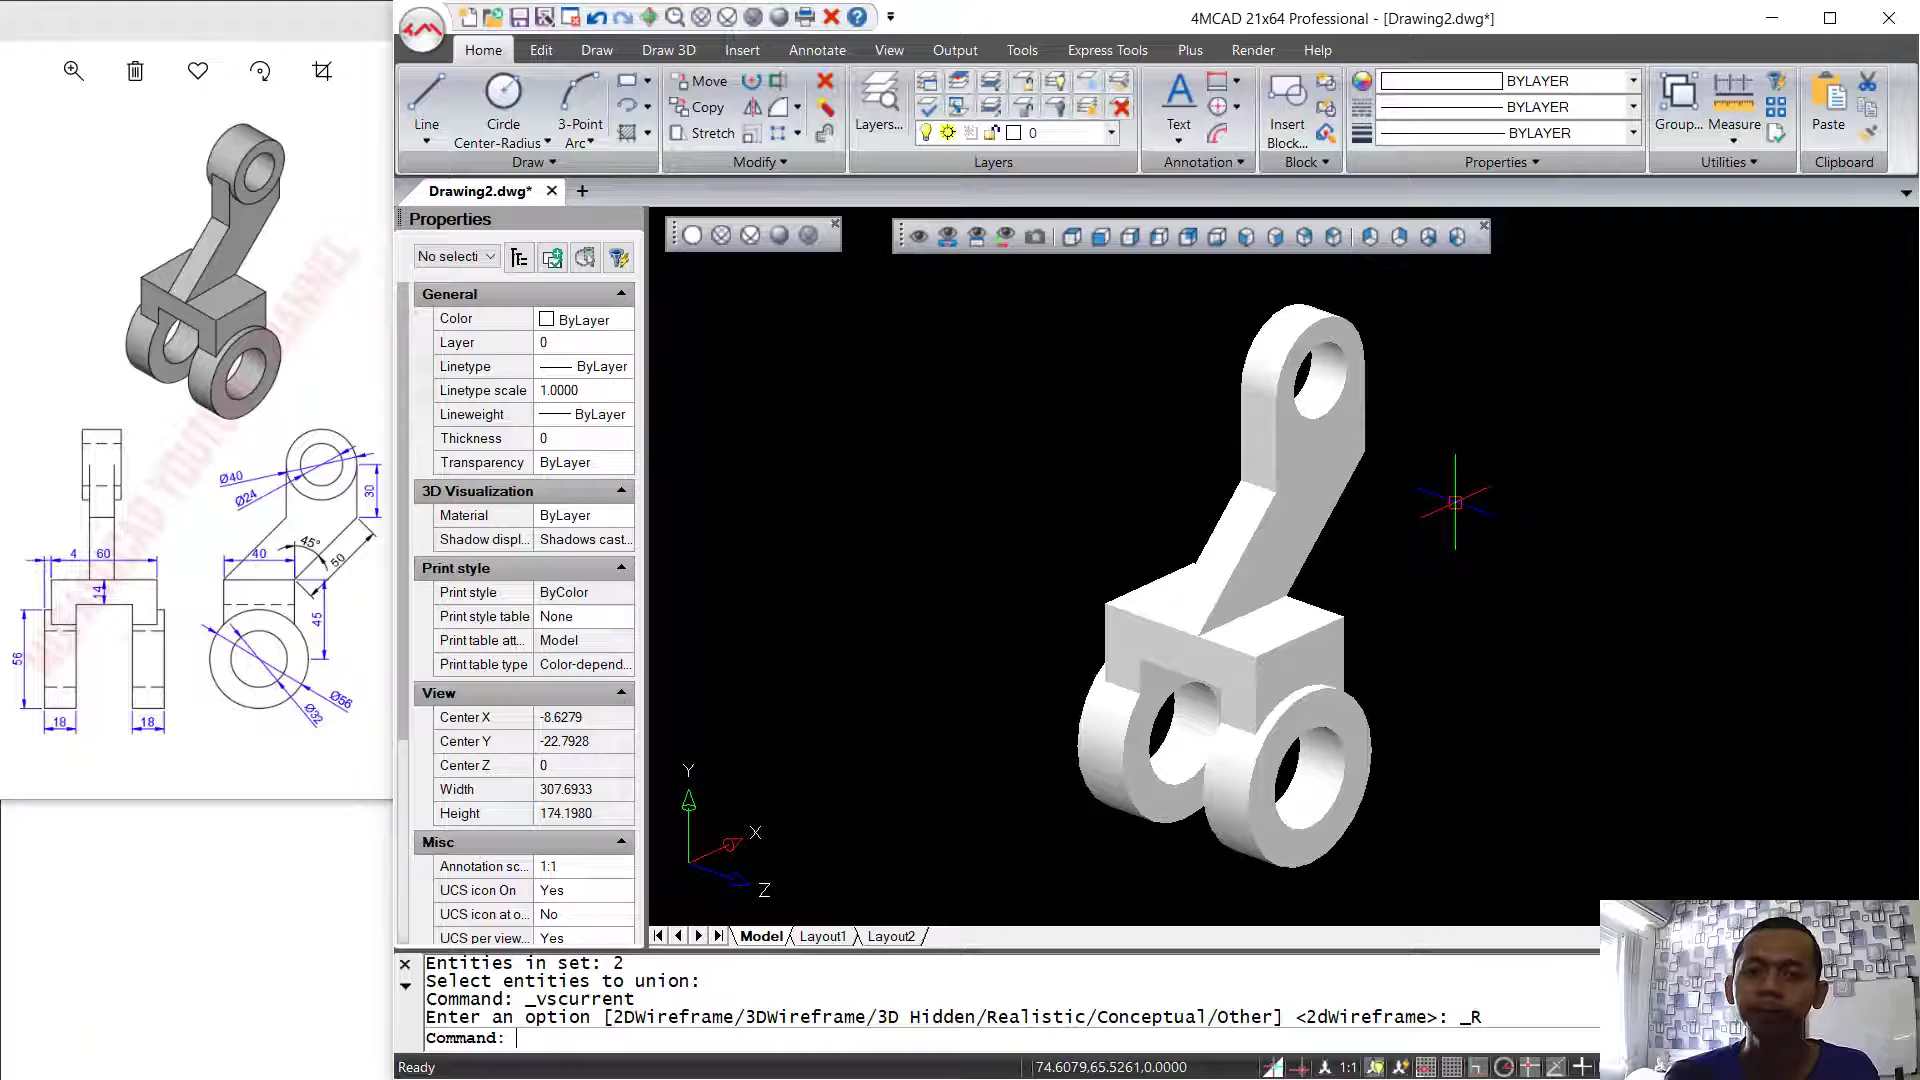 4MCAD 21x64 Professional - [Drawing2.dwg*]
Home Edit Draw Draw 3D Insert Annotate View Output Tools Express Tools Plus Render Help
Line
Circle
Center-Radius
3-Point
Arc
Draw
Move
Copy
Stretch
Modify
Layers...
0
Layers
Text
Annotation
Insert
Block...
Block
BYLAYER
BYLAYER
BYLAYER
Properties
Group... Measure
Utilities
Paste
Clipboard
Drawing2.dwg*
Properties
No selecti
General
Color ByLayer
Layer 0
Linetype ByLayer
Linetype scale 1.0000
Lineweight ByLayer
Thickness 0
Transparency ByLayer
3D Visualization
Material ByLayer
Shadow displ... Shadows cast...
Print style
Print style ByColor
Print style table None
Print table att... Model
Print table type Color-depend...
View
Center X -8.6279
Center Y -22.7928
Center Z 0
Width 307.6933
Height 174.1980
Misc
Annotation sc... 1:1
UCS icon On Yes
UCS icon at o... No
UCS per view... Yes
Y
X
Z
Model Layout1 Layout2
Entities in set: 2
Select entities to union:
Command: _vscurrent
Enter an option [2DWireframe/3DWireframe/3D Hidden/Realistic/Conceptual/Other] <2dWireframe>: _R
Command:
Ready
74.6079,65.5261,0.0000
1:1
Ø40
Ø24
30
45°
50
40
4 60
14
45
56
Ø56
Ø32
18
18